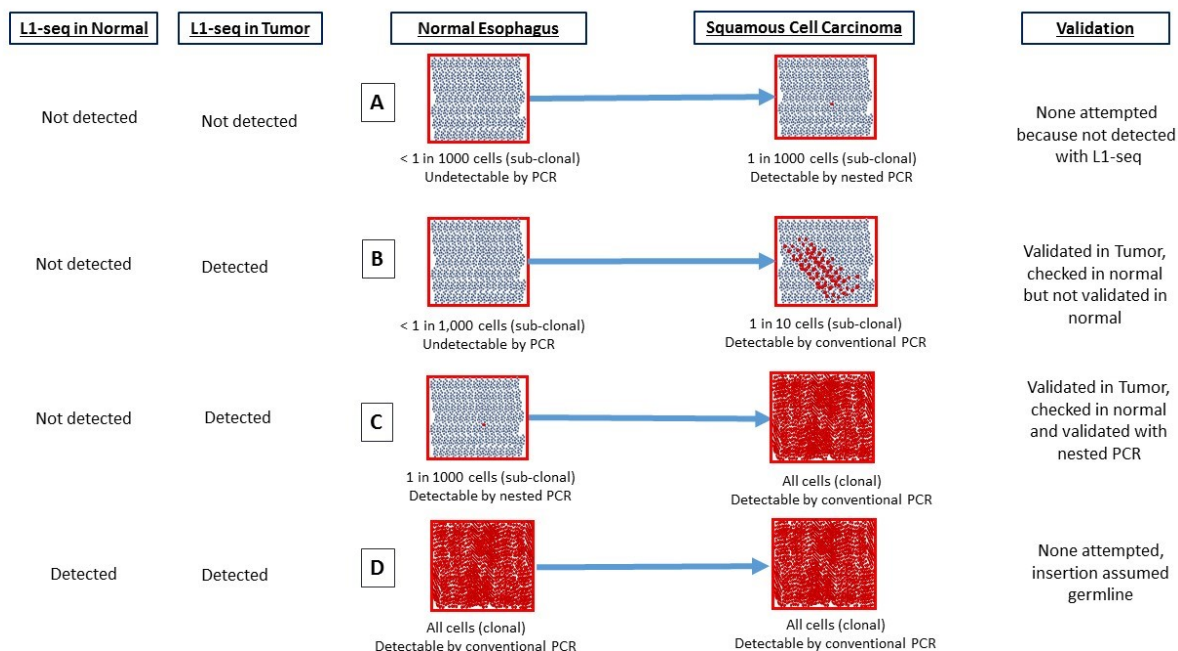 L1-seq in Normal
L1-seq in Tumor
Normal Esophagus
Squamous Cell Carcinoma
Validation
Not detected
Not detected
A
< 1 in 1000 cells (sub-clonal)
Undetectable by PCR
1 in 1000 cells (sub-clonal)
Detectable by nested PCR
None attempted
because not detected
with L1-seq
Not detected
Detected
B
< 1 in 1,000 cells (sub-clonal)
Undetectable by PCR
1 in 10 cells (sub-clonal)
Detectable by conventional PCR
Validated in Tumor,
checked in normal
but not validated in
normal
Not detected
Detected
C
1 in 1000 cells (sub-clonal)
Detectable by nested PCR
All cells (clonal)
Detectable by conventional PCR
Validated in Tumor,
checked in normal
and validated with
nested PCR
Detected
Detected
D
All cells (clonal)
Detectable by conventional PCR
All cells (clonal)
Detectable by conventional PCR
None attempted,
insertion assumed
germline